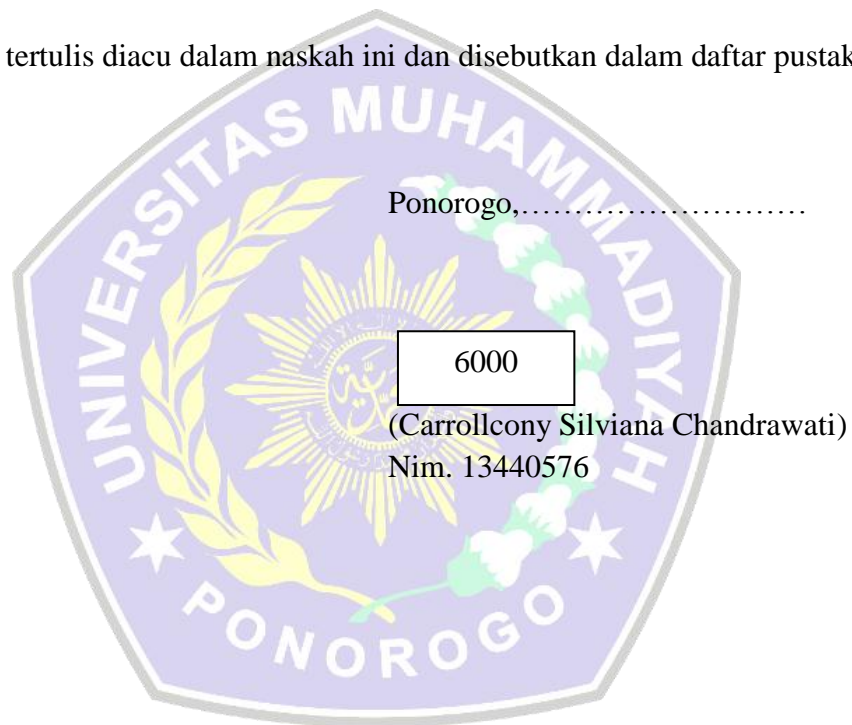 tertulis diacu dalam naskah ini dan disebutkan dalam daftar pustak
UNIVERSITAS MUHAMMADIYAH
Ponorogo,...........................
6000
(Carrollcony Silviana Chandrawati)
Nim. 13440576
PONOROGO